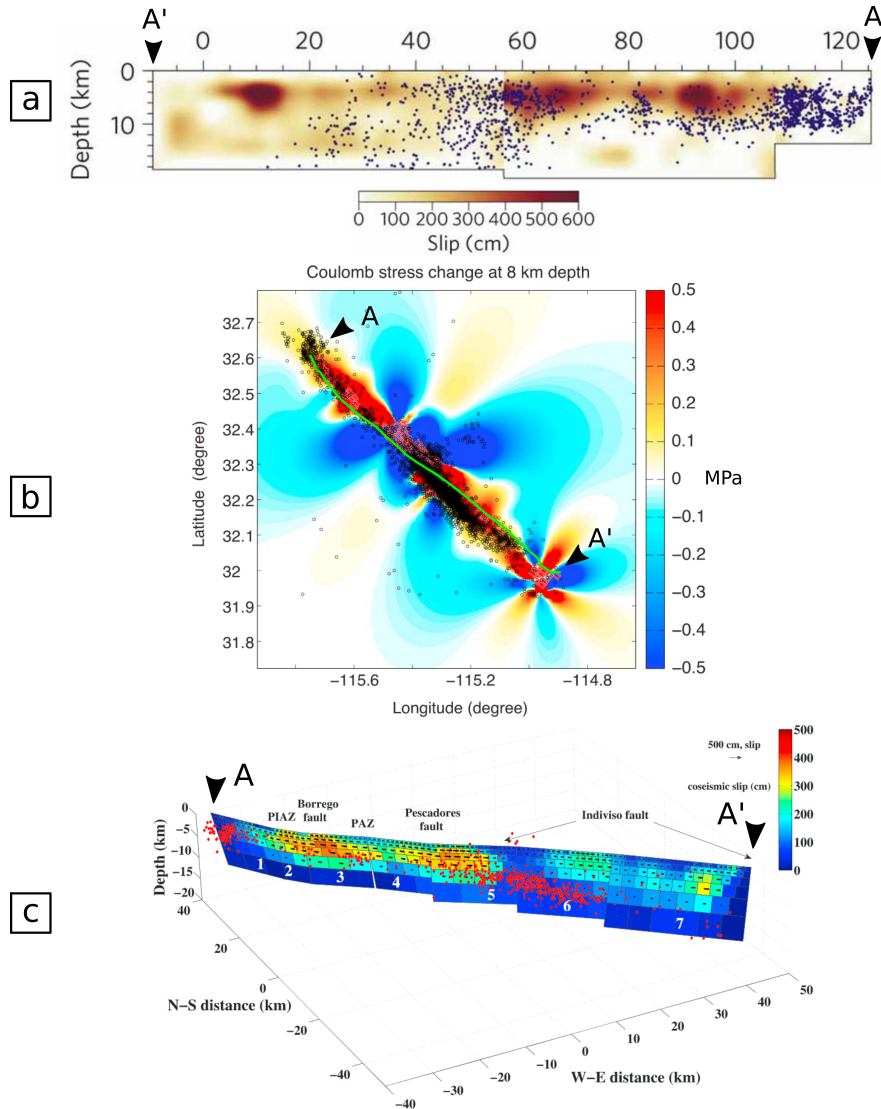 A' A
0 20 40 60 80 100 120
a
Depth (km)
0
10
0 100 200 300 400 500 600
Slip (cm)
Coulomb stress change at 8 km depth
b
Latitude (degree)
32.7
32.6
32.5
32.4
32.3
32.2
32.1
32
31.9
31.8
−115.6 −115.2 −114.8
Longitude (degree)
A
A'
0.5
0.4
0.3
0.2
0.1
0
−0.1
−0.2
−0.3
−0.4
−0.5
MPa
c
A
A'
500 cm, slip
coseismic slip (cm)
500
400
300
200
100
0
PIAZ
Borrego
fault
PAZ
Pescadores
fault
Indiviso fault
Depth (km)
0
−5
−10
−15
−20
1 2 3 4 5 6 7
40
20
0
−20
−40
N−S distance (km)
−40 −30 −20 −10 0 10 20 30 40 50
W−E distance (km)